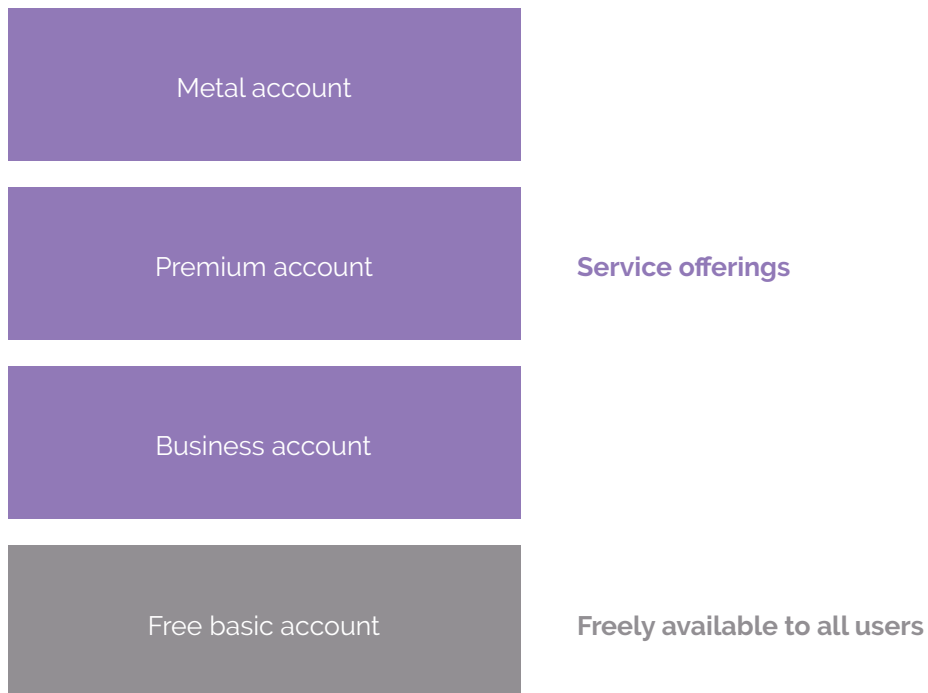 Metal account
Premium account
Service offerings
Business account
Free basic account
Freely available to all users